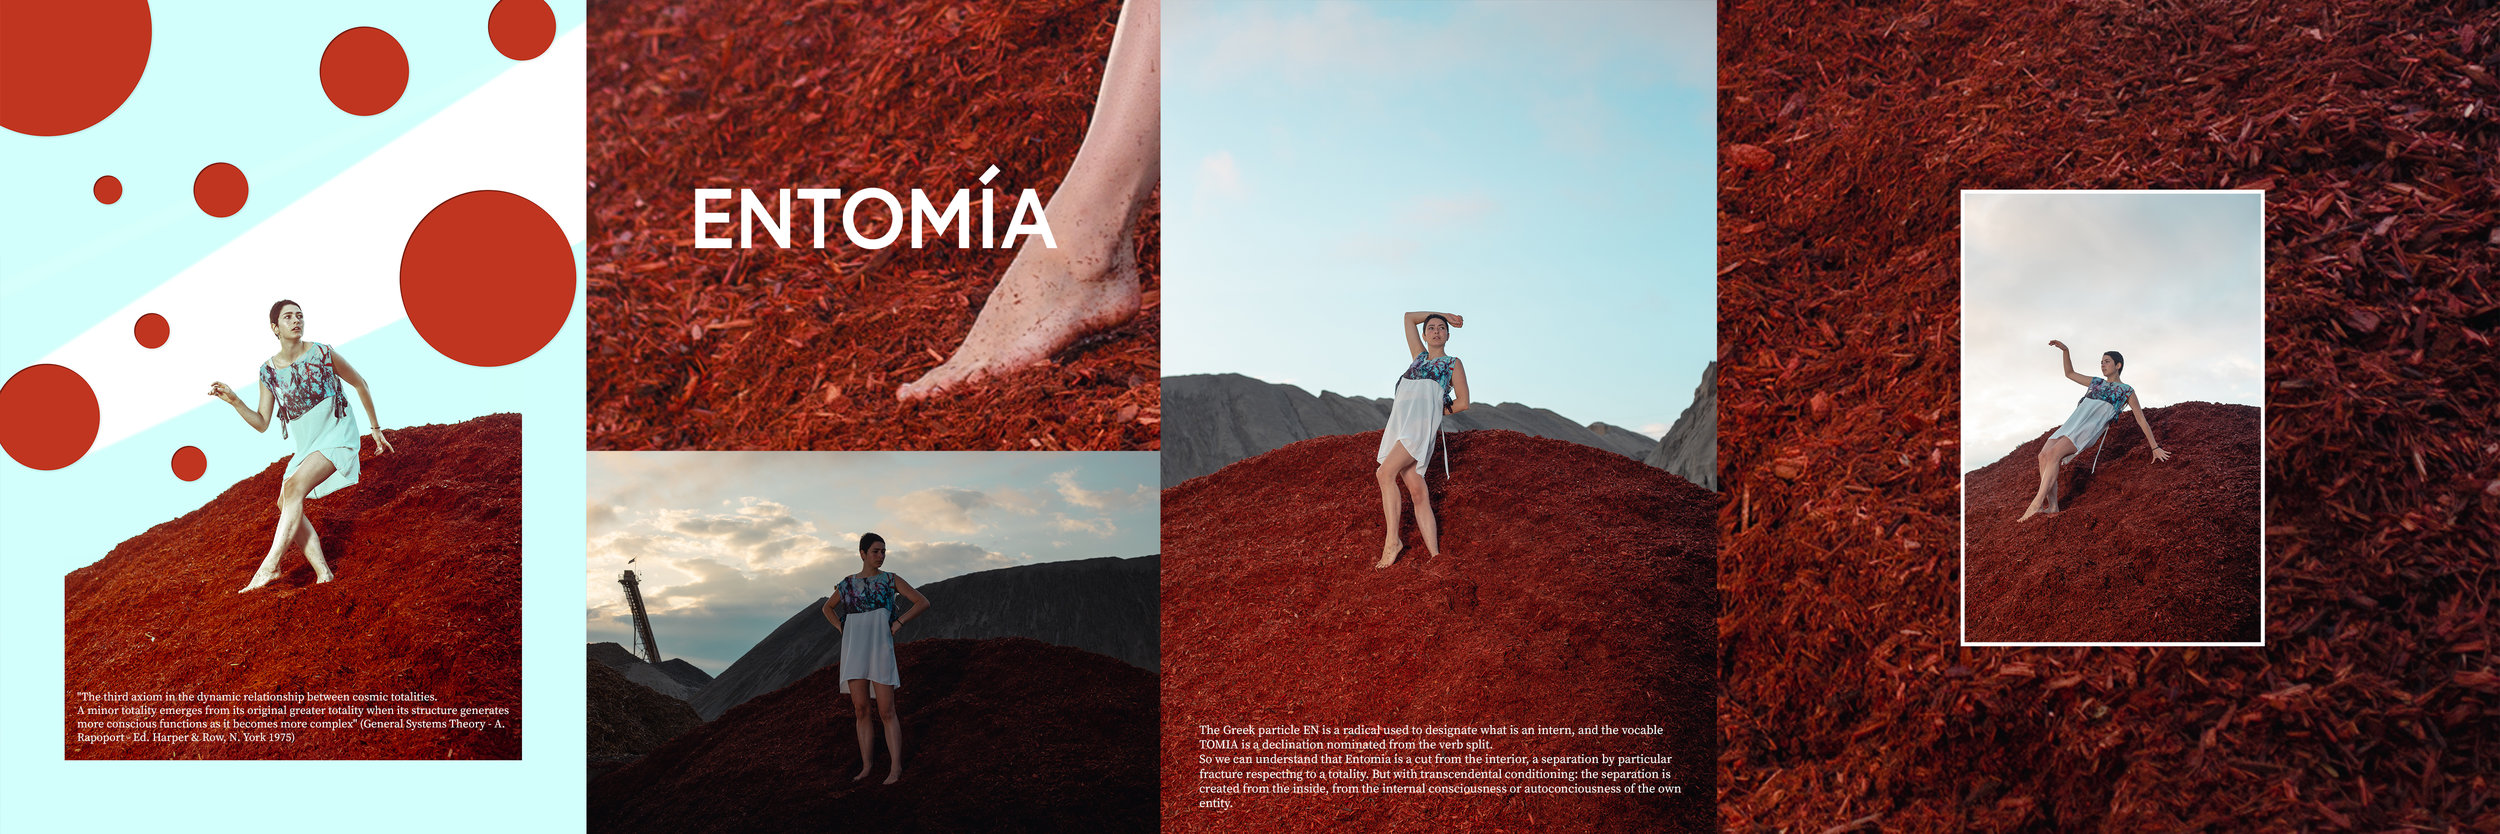 ENTOMÍA
"The third axiom in the dynamic relationship between cosmic totalities.
A minor totality emerges from its original greater totality when its structure generates
more conscious functions as it becomes more complex" (General Systems Theory - A.
Rapoport - Ed. Harper & Row, N. York 1975)
The Greek particle EN is a radical used to designate what is an intern, and the vocable
TOMIA is a declination nominated from the verb split.
So we can understand that Entomia is a cut from the interior, a separation by particular
fracture respecting to a totality. But with transcendental conditioning: the separation is
created from the inside, from the internal consciousness or autoconciousness of the own
entity.